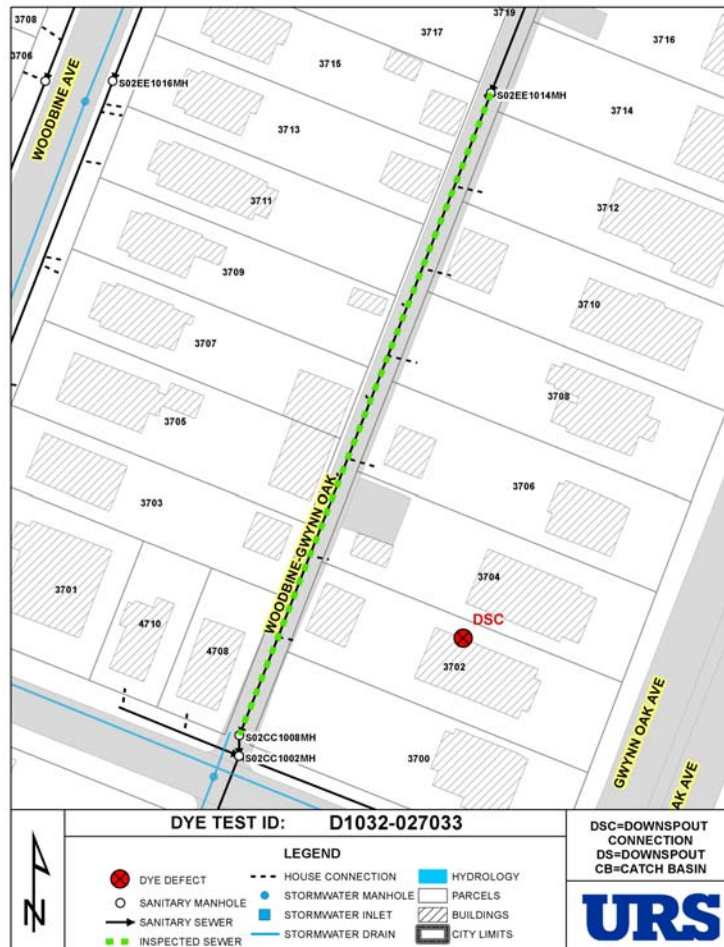 3708
3719
3717
3716
3706
3715
WOODBINE AVE
S02EE1016MH
S02EE1014MH
3714
3713
3711
3712
3709
3710
3707
3708
3705
3706
WOODBINE-GWYNN OAK
3703
3704
3701
4710
DSC
4708
3702
GWYNN OAK AVE
S02CC1008MH
S02CC1002MH
3700
OAK AVE
DYE TEST ID: D1032-027033
LEGEND
DYE DEFECT
SANITARY MANHOLE
SANITARY SEWER
INSPECTED SEWER
HOUSE CONNECTION
STORMWATER MANHOLE
STORMWATER INLET
STORMWATER DRAIN
HYDROLOGY
PARCELS
BUILDINGS
CITY LIMITS
DSC=DOWNSPOUT
CONNECTION
DS=DOWNSPOUT
CB=CATCH BASIN
N
URS